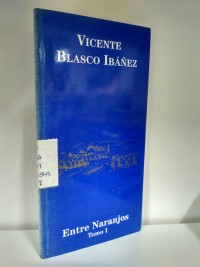 VICENTE
BLASCO IBÁÑEZ
Entre Naranjos
Tomo I